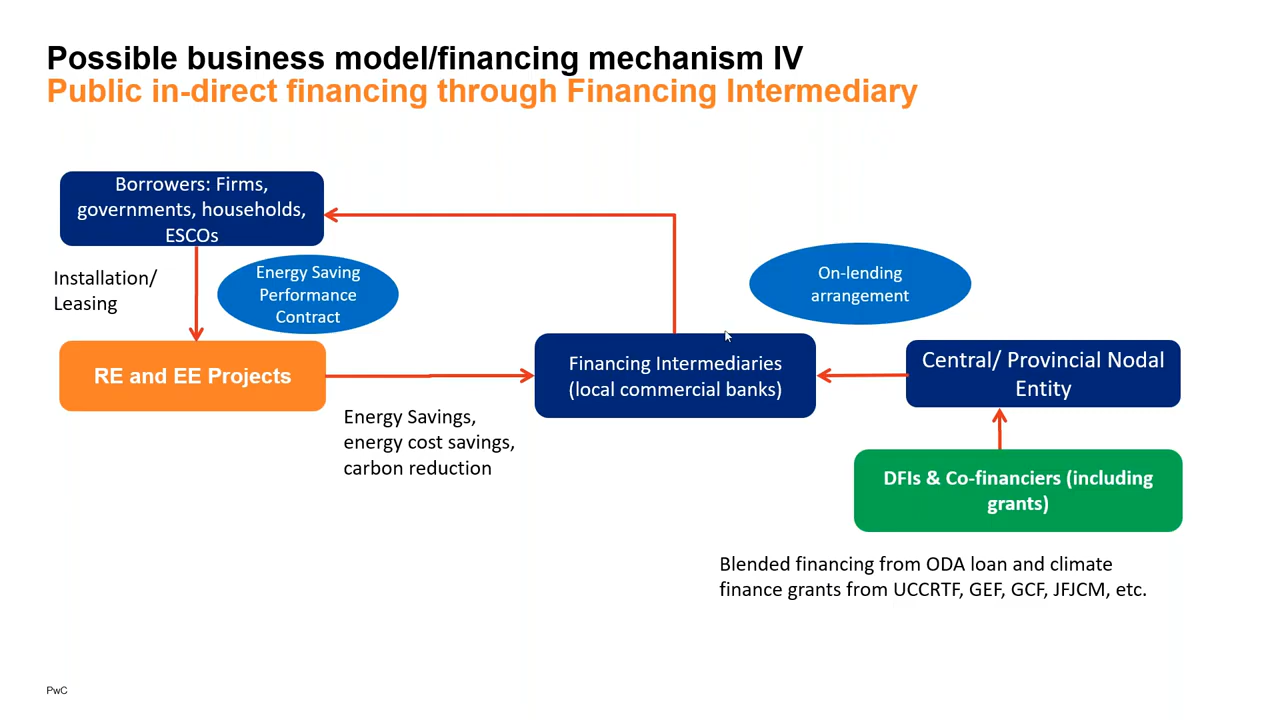 Possible business model/financing mechanism IV
Public in-direct financing through Financing Intermediary
Borrowers: Firms,
governments, households,
ESCOs
Installation/
Leasing
Energy Saving
Performance
Contract
On-lending
arrangement
RE and EE Projects
Financing Intermediaries
(local commercial banks)
Central/ Provincial Nodal
Entity
Energy Savings,
energy cost savings,
carbon reduction
DFIs & Co-financiers (including
grants)
Blended financing from ODA loan and climate
finance grants from UCCRTF, GEF, GCF, JFJCM, etc.
PwC